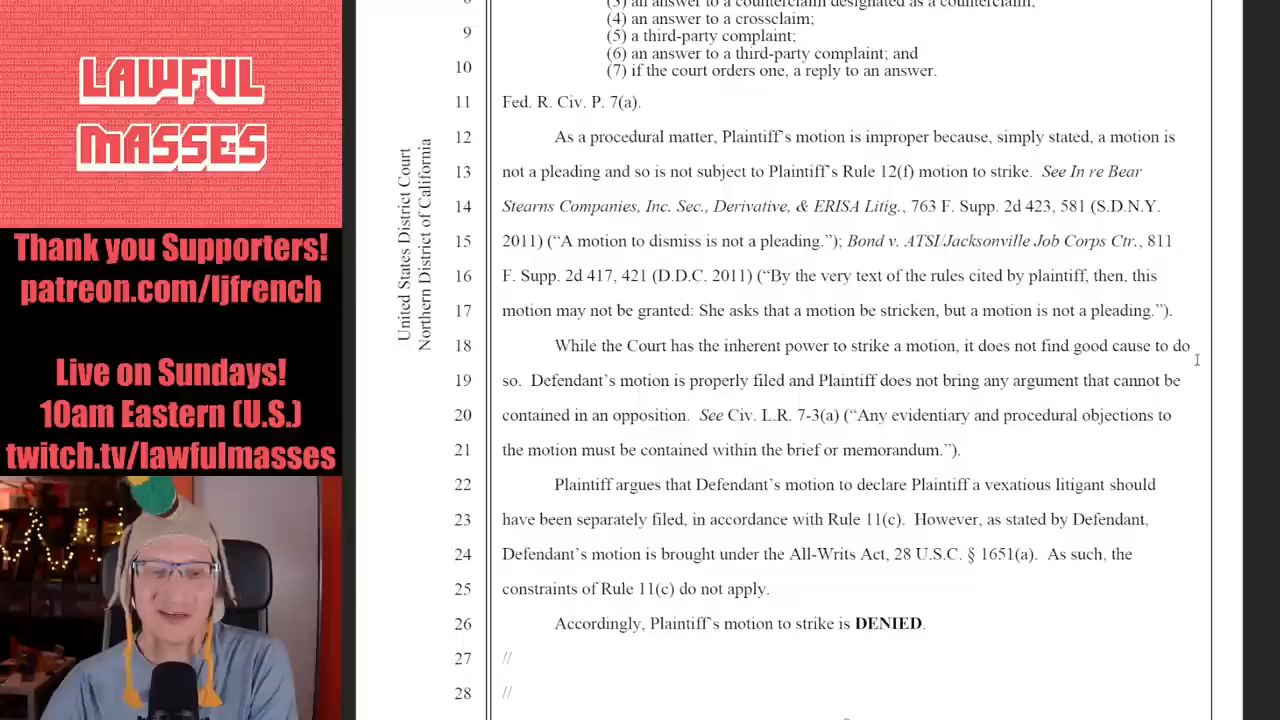 LAWFUL
MASSES
Thank you Supporters!
patreon.com/ljfrench
Live on Sundays!
10am Eastern (U.S.)
twitch.tv/lawfulmasses
United States District Court
Northern District of California
8 (3) an answer to a counterclaim designated as a counterclaim;
(4) an answer to a crossclaim;
9 (5) a third-party complaint;
(6) an answer to a third-party complaint; and
10 (7) if the court orders one, a reply to an answer.
11 Fed. R. Civ. P. 7(a).
12 As a procedural matter, Plaintiff's motion is improper because, simply stated, a motion is
13 not a pleading and so is not subject to Plaintiff's Rule 12(f) motion to strike. See In re Bear
14 Stearns Companies, Inc. Sec., Derivative, & ERISA Litig., 763 F. Supp. 2d 423, 581 (S.D.N.Y.
15 2011) (“A motion to dismiss is not a pleading.”); Bond v. ATSI/Jacksonville Job Corps Ctr., 811
16 F. Supp. 2d 417, 421 (D.D.C. 2011) (“By the very text of the rules cited by plaintiff, then, this
17 motion may not be granted: She asks that a motion be stricken, but a motion is not a pleading.”).
18 While the Court has the inherent power to strike a motion, it does not find good cause to do
19 so. Defendant's motion is properly filed and Plaintiff does not bring any argument that cannot be
20 contained in an opposition. See Civ. L.R. 7-3(a) (“Any evidentiary and procedural objections to
21 the motion must be contained within the brief or memorandum.”).
22 Plaintiff argues that Defendant's motion to declare Plaintiff a vexatious litigant should
23 have been separately filed, in accordance with Rule 11(c). However, as stated by Defendant,
24 Defendant's motion is brought under the All-Writs Act, 28 U.S.C. § 1651(a). As such, the
25 constraints of Rule 11(c) do not apply.
26 Accordingly, Plaintiff's motion to strike is DENIED.
27 //
28 //